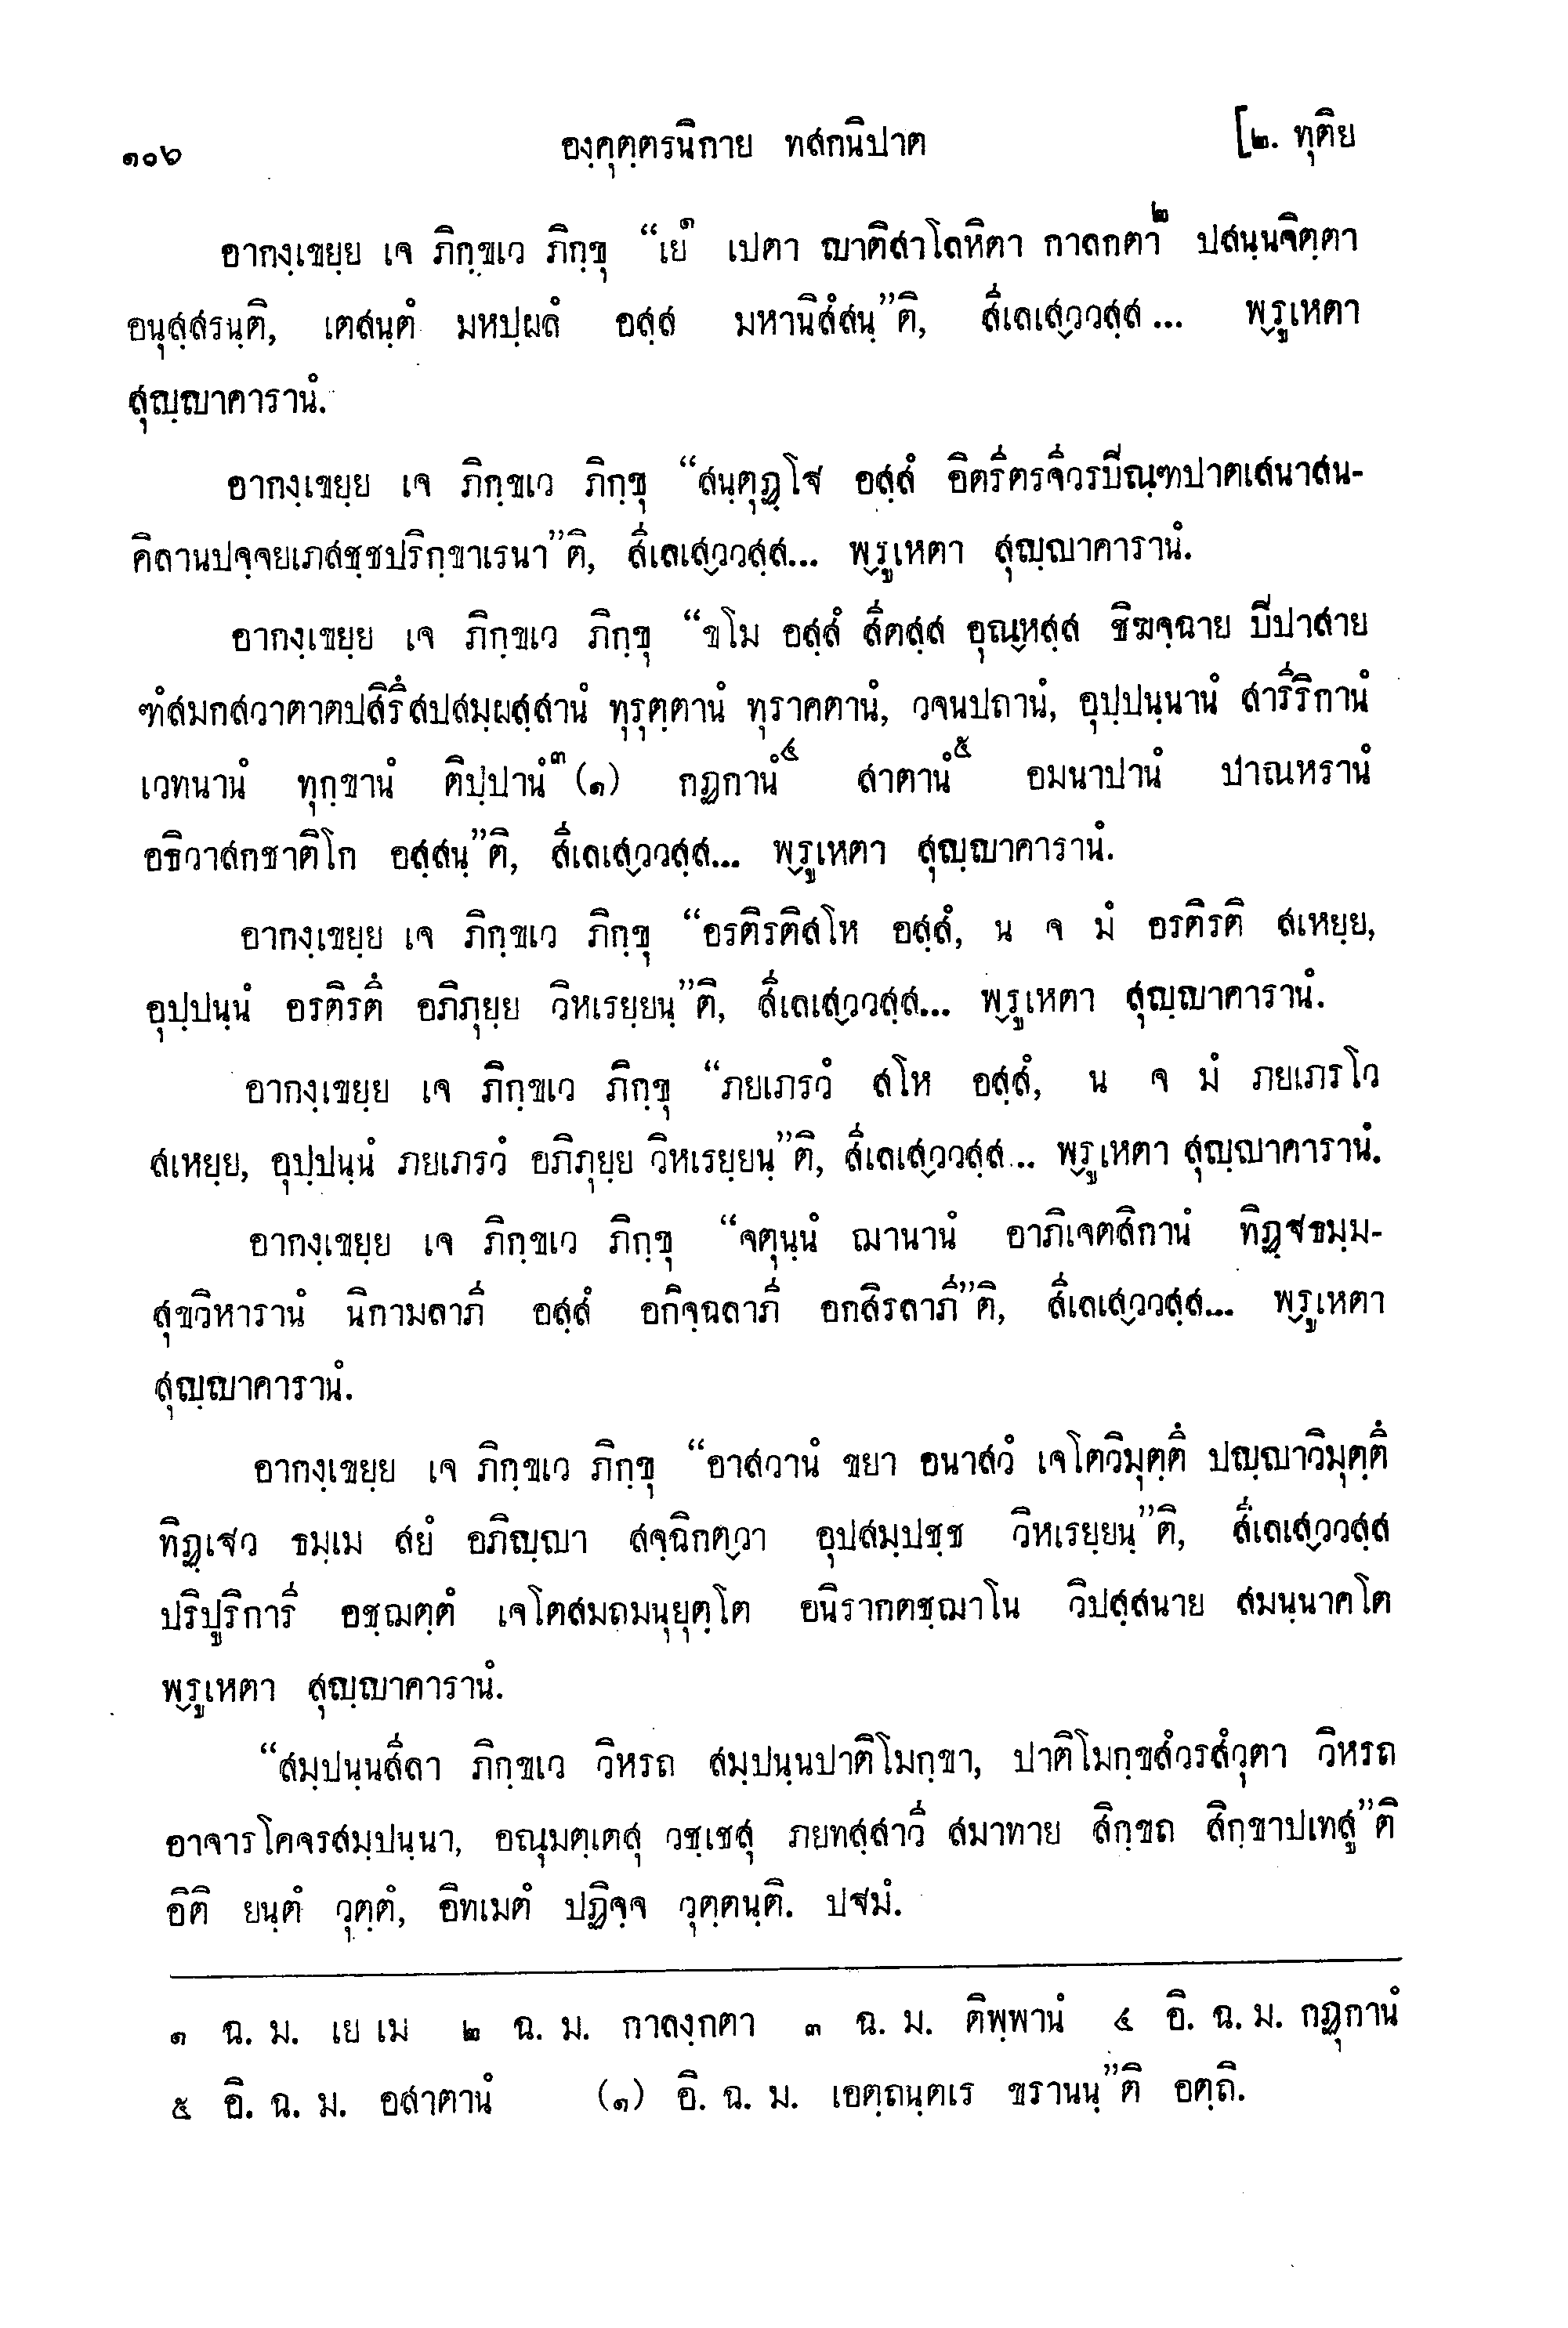 ๑๐๖ องฺคุตฺตรนิกาย ทสกนิปาต [๒. ทุติย
อากงฺเขยฺย เจ ภิกฺขเว ภิกฺขุ “เย๑ เปตา ญาติสาโลหิตา กาลกตา๒ ปสนฺนจิตฺตา
อนุสฺสรนฺติ, เตสนฺตํ มหปฺผลํ อสฺส มหานิสํสนฺ”ติ, สีเลเสฺววสฺส... พฺรูเหตา
สุญฺญาคารานํ.
อากงฺเขยฺย เจ ภิกฺขเว ภิกฺขุ “สนฺตุฏฺโฐ อสฺสํ อิตรีตรจีวรปิณฺฑปาตเสนาสน-
คิลานปจฺจยเภสชฺชปริกฺขาเรนา”ติ, สีเลเสฺววสฺส... พฺรูเหตา สุญฺญาคารานํ.
อากงฺเขยฺย เจ ภิกฺขเว ภิกฺขุ “ขโม อสฺสํ สีตสฺส อุณฺหสฺส ชิฆจฺฉาย ปิปาสาย
ฑํสมกสวาตาตปสิรึสปสมฺผสฺสานํ ทุรุตฺตานํ ทุราคตานํ, วจนปถานํ, อุปฺปนฺนานํ สารีริกานํ
เวทนานํ ทุกฺขานํ ติปฺปานํ๓ (๑) กฏกานํ๔ สาตานํ๕ อมนาปานํ ปาณหรานํ
อธิวาสกชาติโก อสฺสนฺ”ติ, สีเลเสฺววสฺส... พฺรูเหตา สุญฺญาคารานํ.
อากงฺเขยฺย เจ ภิกฺขเว ภิกฺขุ “อรติรติสโห อสฺสํ, น จ มํ อรติรติ สเหยฺย,
อุปฺปนฺนํ อรติรตึ อภิภุยฺย วิหเรยฺยนฺ”ติ, สีเลเสฺววสฺส... พฺรูเหตา สุญฺญาคารานํ.
อากงฺเขยฺย เจ ภิกฺขเว ภิกฺขุ “ภยเภรวํ สโห อสฺสํ, น จ มํ ภยเภรโว
สเหยฺย, อุปฺปนฺนํ ภยเภรวํ อภิภุยฺย วิหเรยฺยนฺ”ติ, สีเลเสฺววสฺส... พฺรูเหตา สุญฺญาคารานํ.
อากงฺเขยฺย เจ ภิกฺขเว ภิกฺขุ “จตุนฺนํ ฌานานํ อาภิเจตสิกานํ ทิฏฺฐธมฺม-
สุขวิหารานํ นิกามลาภี อสฺสํ อกิจฺฉลาภี อกสิรลาภี”ติ, สีเลเสฺววสฺส... พฺรูเหตา
สุญฺญาคารานํ.
อากงฺเขยฺย เจ ภิกฺขเว ภิกฺขุ “อาสวานํ ขยา อนาสวํ เจโตวิมุตฺตึ ปญฺญาวิมุตฺตึ
ทิฏฺเฐว ธมฺเม สยํ อภิญฺญา สจฺฉิกตฺวา อุปสมฺปชฺช วิหเรยฺยนฺ”ติ, สีเลเสฺววสฺส
ปริปูริการี อชฺฌตฺตํ เจโตสมถมนุยุตฺโต อนิรากตชฺฌาโน วิปสฺสนาย สมนฺนาคโต
พฺรูเหตา สุญฺญาคารานํ.
“สมฺปนฺนสีลา ภิกฺขเว วิหรถ สมฺปนฺนปาติโมกฺขา, ปาติโมกฺขสํวรสํวุตา วิหรถ
อาจารโคจรสมฺปนฺนา, อณุมตฺเตสุ วชฺเชสุ ภยทสฺสาวี สมาทาย สิกฺขถ สิกฺขาปเทสู”ติ
อิติ ยนฺตํ วุตฺตํ, อิทเมตํ ปฏิจฺจ วุตฺตนฺติ. ปฐมํ.
๑ ฉ. ม. เย เม ๒ ฉ. ม. กาลงฺกตา ๓ ฉ. ม. ติพฺพานํ ๔ อิ. ฉ. ม. กฏุกานํ
๕ อิ. ฉ. ม. อสาตานํ (๑) อิ. ฉ. ม. เอตฺถนฺตเร ขรานนฺ”ติ อตฺถิ.